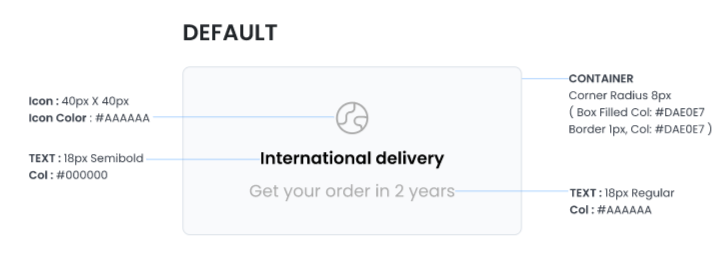 DEFAULT
Icon : 40px X 40px
Icon Color : #AAAAAA
TEXT : 18px Semibold
Col : #000000
International delivery
Get your order in 2 years
CONTAINER
Corner Radius 8px
( Box Filled Col: #DAE0E7
Border 1px, Col: #DAE0E7 )
TEXT : 18px Regular
Col : #AAAAAA